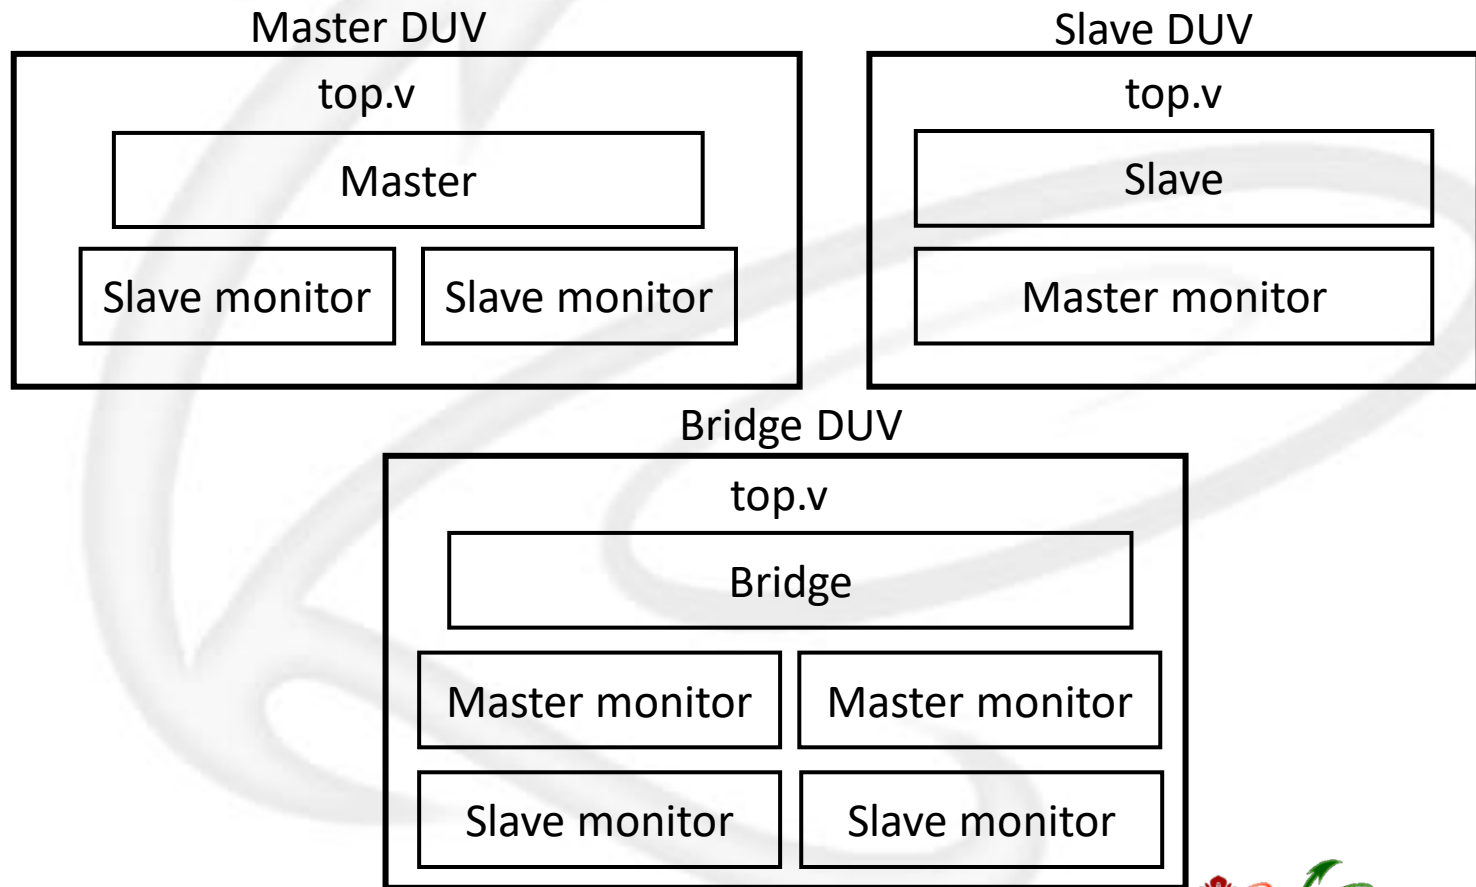 Master DUV
top.v
Master
Slave monitor
Slave monitor
Slave DUV
top.v
Slave
Master monitor
Bridge DUV
top.v
Bridge
Master monitor
Master monitor
Slave monitor
Slave monitor